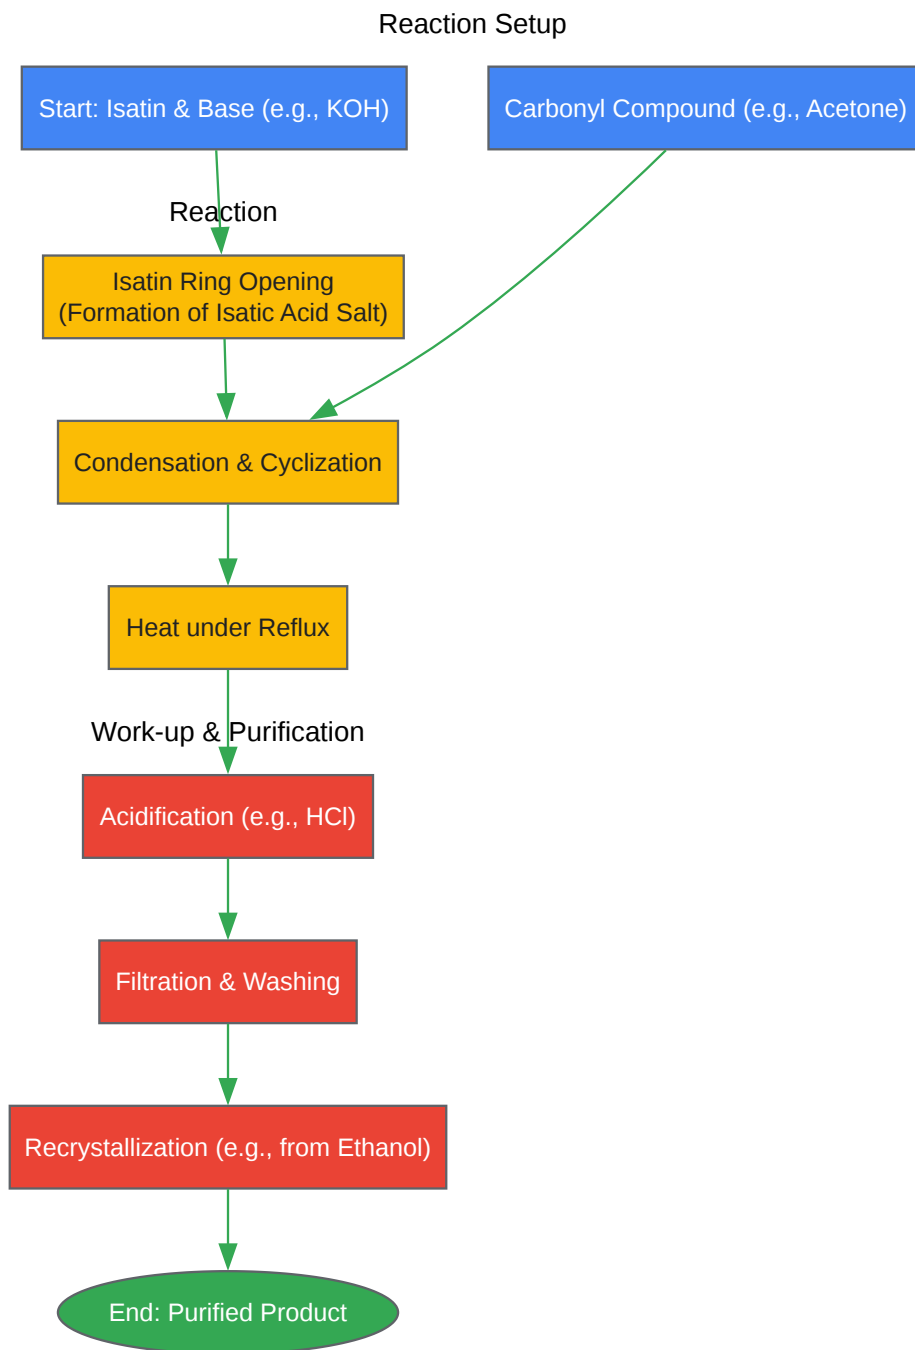 Reaction Setup
Start: Isatin & Base (e.g., KOH)
Carbonyl Compound (e.g., Acetone)
Reaction
Isatin Ring Opening
(Formation of Isatic Acid Salt)
Condensation & Cyclization
Heat under Reflux
Work-up & Purification
Acidification (e.g., HCl)
Filtration & Washing
Recrystallization (e.g., from Ethanol)
End: Purified Product